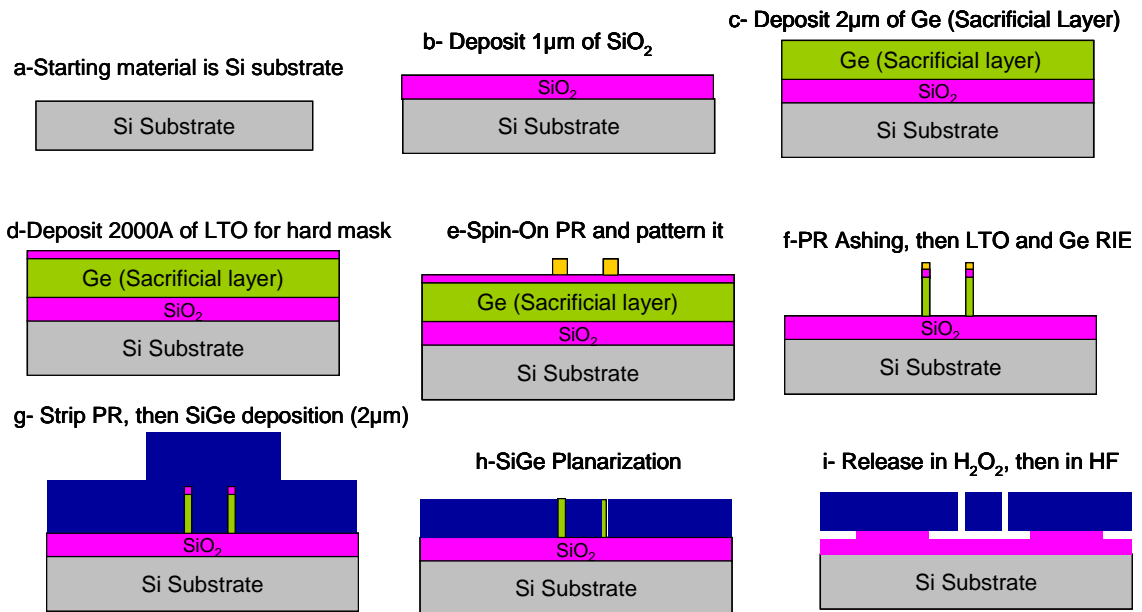 a-Starting material is Si substrate
Si Substrate
b- Deposit 1µm of SiO₂
SiO₂
Si Substrate
c- Deposit 2µm of Ge (Sacrificial Layer)
Ge (Sacrificial layer)
SiO₂
Si Substrate
d-Deposit 2000A of LTO for hard mask
Ge (Sacrificial layer)
SiO₂
Si Substrate
e-Spin-On PR and pattern it
Ge (Sacrificial layer)
SiO₂
Si Substrate
f-PR Ashing, then LTO and Ge RIE
SiO₂
Si Substrate
g- Strip PR, then SiGe deposition (2µm)
SiO₂
Si Substrate
h-SiGe Planarization
SiO₂
Si Substrate
i- Release in H₂O₂, then in HF
Si Substrate